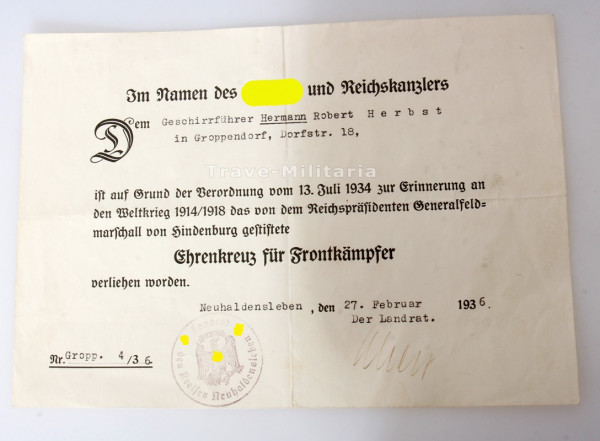 Im Namen des und Reichskanzlers
Dem Geschirrführer Hermann Robert Herbst
in Groppendorf, Dorfstr. 18,
Trave-Militaria
ist auf Grund der Verordnung vom 13. Juli 1934 zur Erinnerung an
den Weltkrieg 1914/1918 das von dem Reichspräsidenten Generalfeld-
marschall von Hindenburg gestiftete
Ehrenkreuz für Frontkämpfer
verliehen worden.
Neuhaldensleben, den 27. Februar 1936.
Der Landrat.
Nr. Gropp. 4/36.
des Kreises Neuhaldensleben